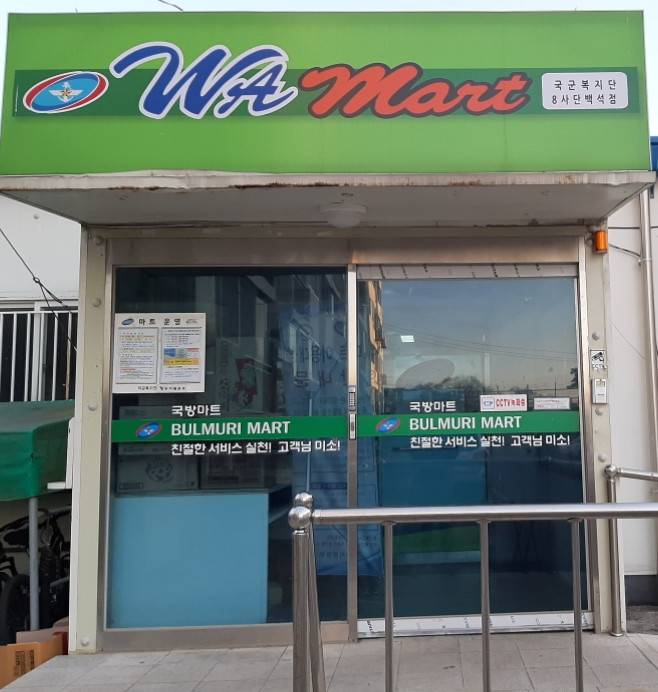 WA Mart
국군복지단
8사단백석점
마트 운영
국방마트
BULMURI MART
친절한 서비스 실천! 고객님 미소!
국방마트
CCTV녹화중
BULMURI MART
친절한 서비스 실천! 고객님 미소!